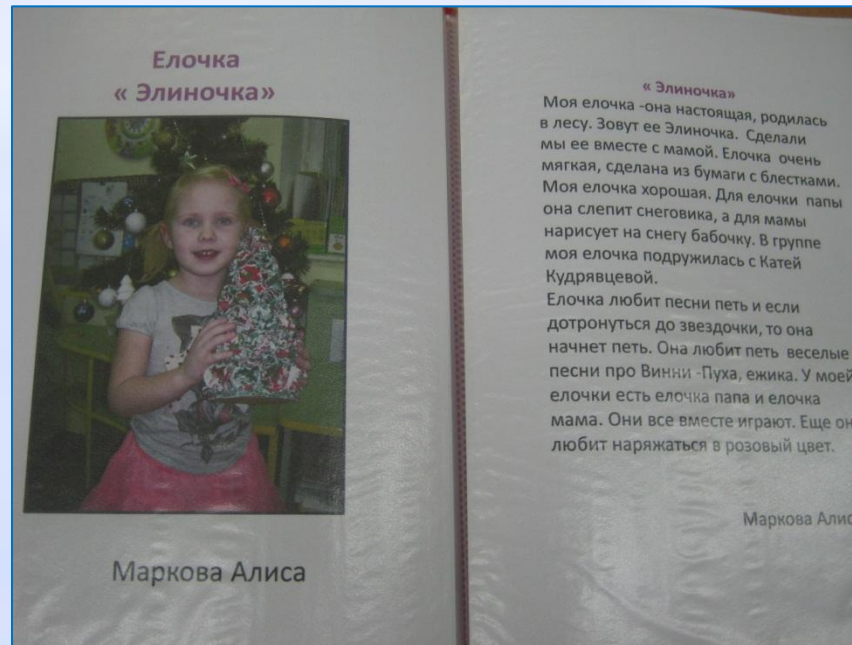 Елочка
« Элиночка»
Маркова Алиса
« Элиночка»
Моя елочка -она настоящая, родилась
в лесу. Зовут ее Элиночка. Сделали
мы ее вместе с мамой. Елочка очень
мягкая, сделана из бумаги с блестками.
Моя елочка хорошая. Для елочки папы
она слепит снеговика, а для мамы
нарисует на снегу бабочку. В группе
моя елочка подружилась с Катей
Кудрявцевой.
Елочка любит песни петь и если
дотронуться до звездочки, то она
начнет петь. Она любит петь веселые
песни про Винни -Пуха, ежика. У моей
елочки есть елочка папа и елочка
мама. Они все вместе играют. Еще он
любит наряжаться в розовый цвет.
Маркова Алис